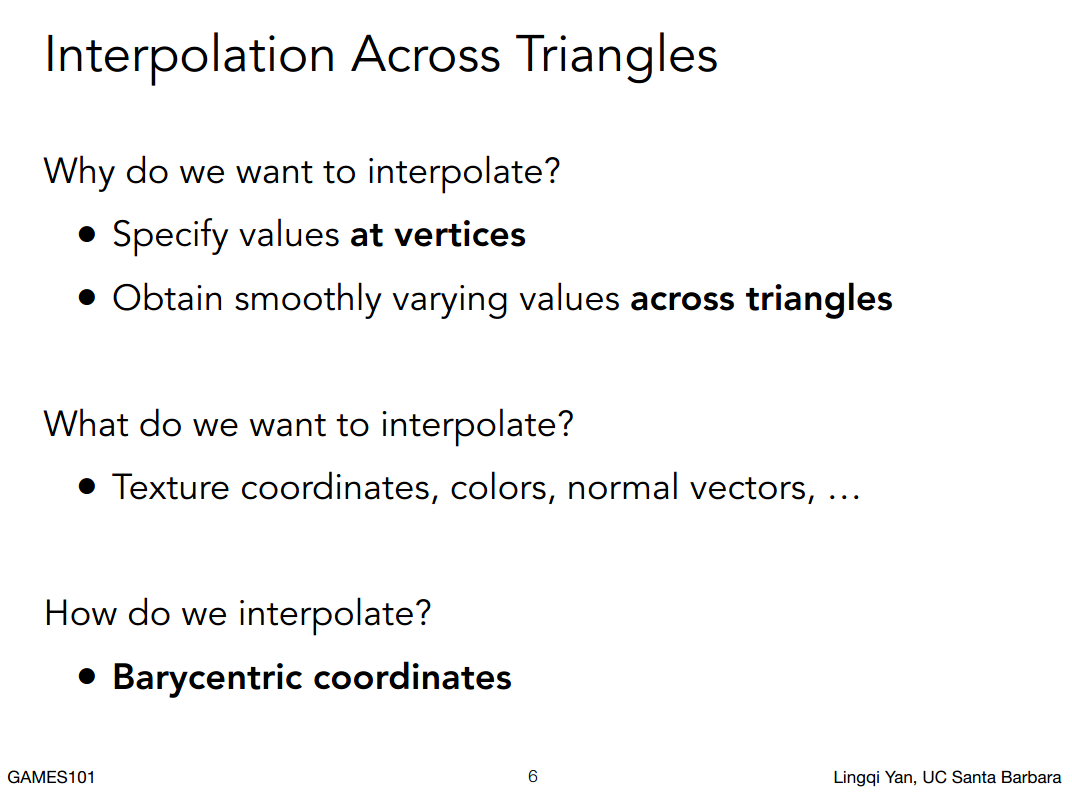 Interpolation Across Triangles
Why do we want to interpolate?
• Specify values at vertices
• Obtain smoothly varying values across triangles
What do we want to interpolate?
• Texture coordinates, colors, normal vectors, …
How do we interpolate?
• Barycentric coordinates
GAMES101
6
Lingqi Yan, UC Santa Barbara